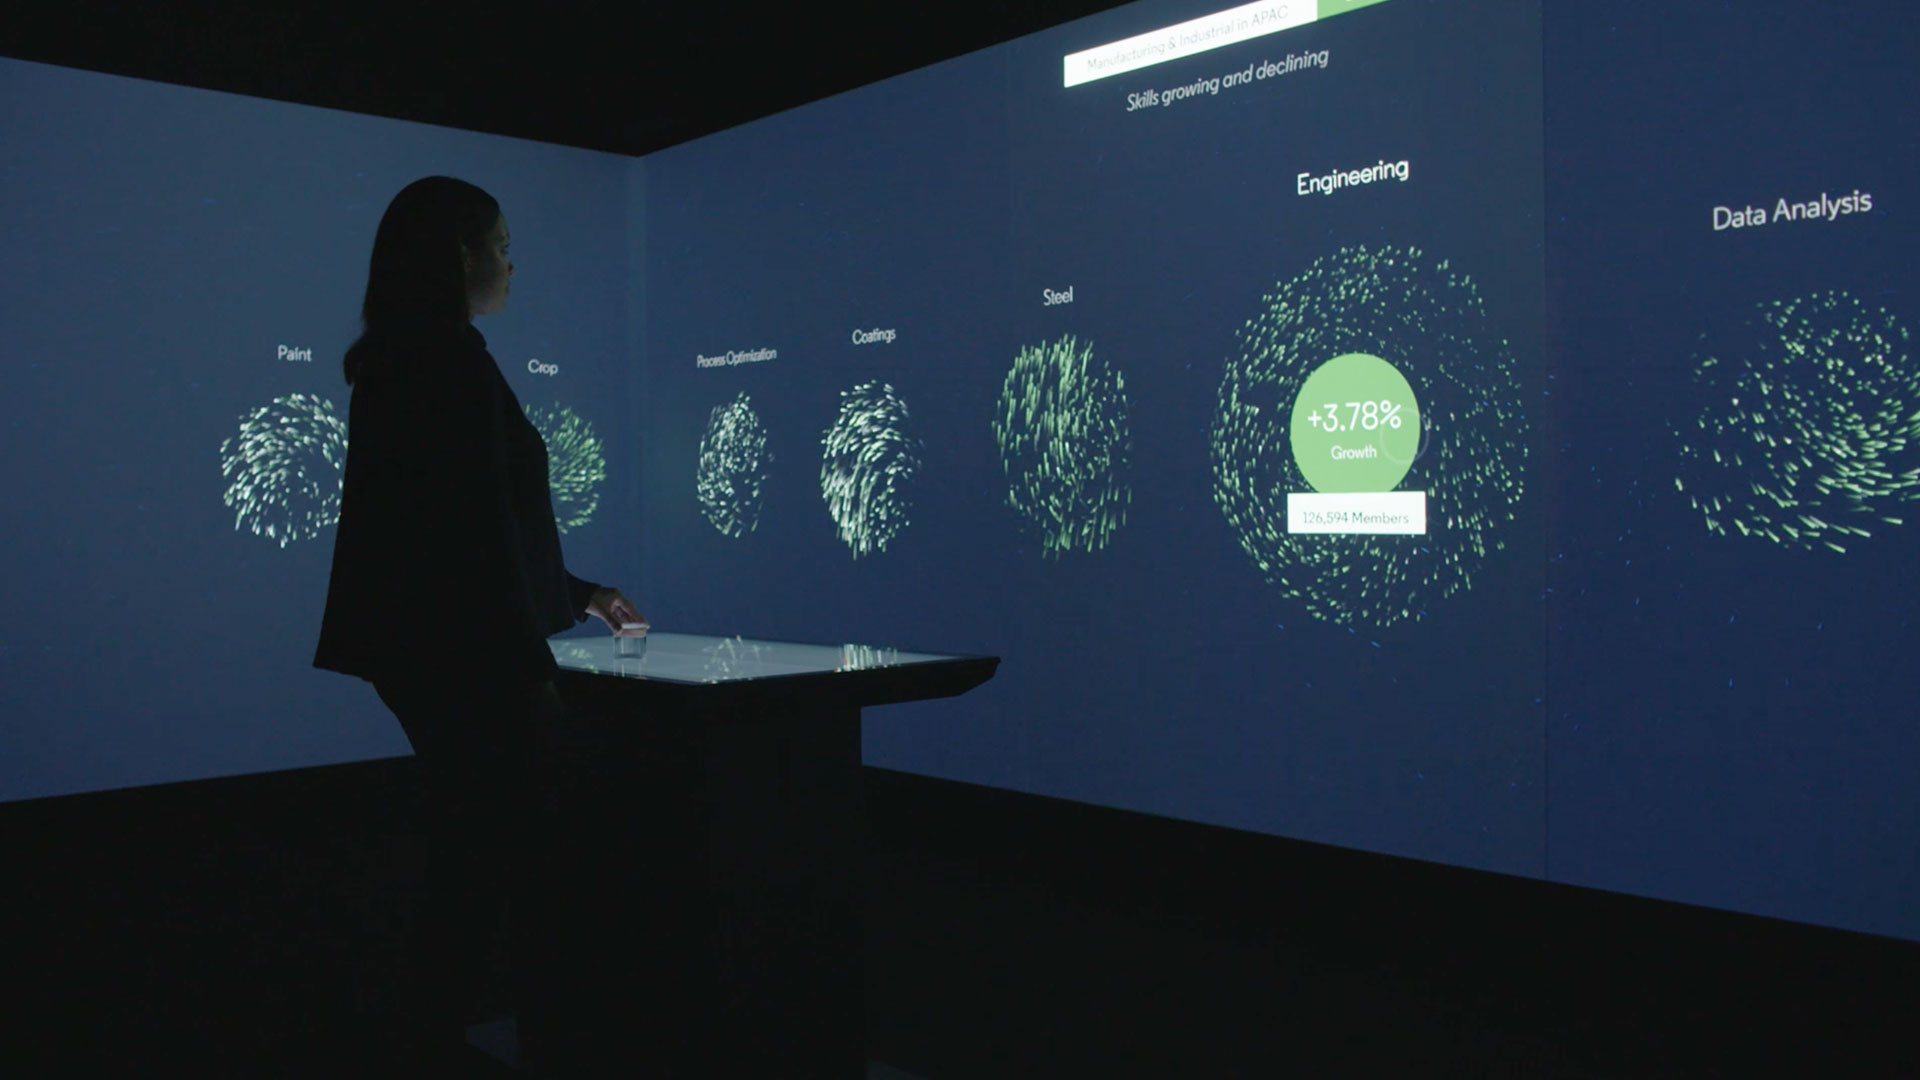 Manufacturing & Industrial in APAC
Skills growing and declining
Engineering
Data Analysis
Steel
Coatings
Process Optimization
Paint
Crop
+3.78%
Growth
126,594 Members